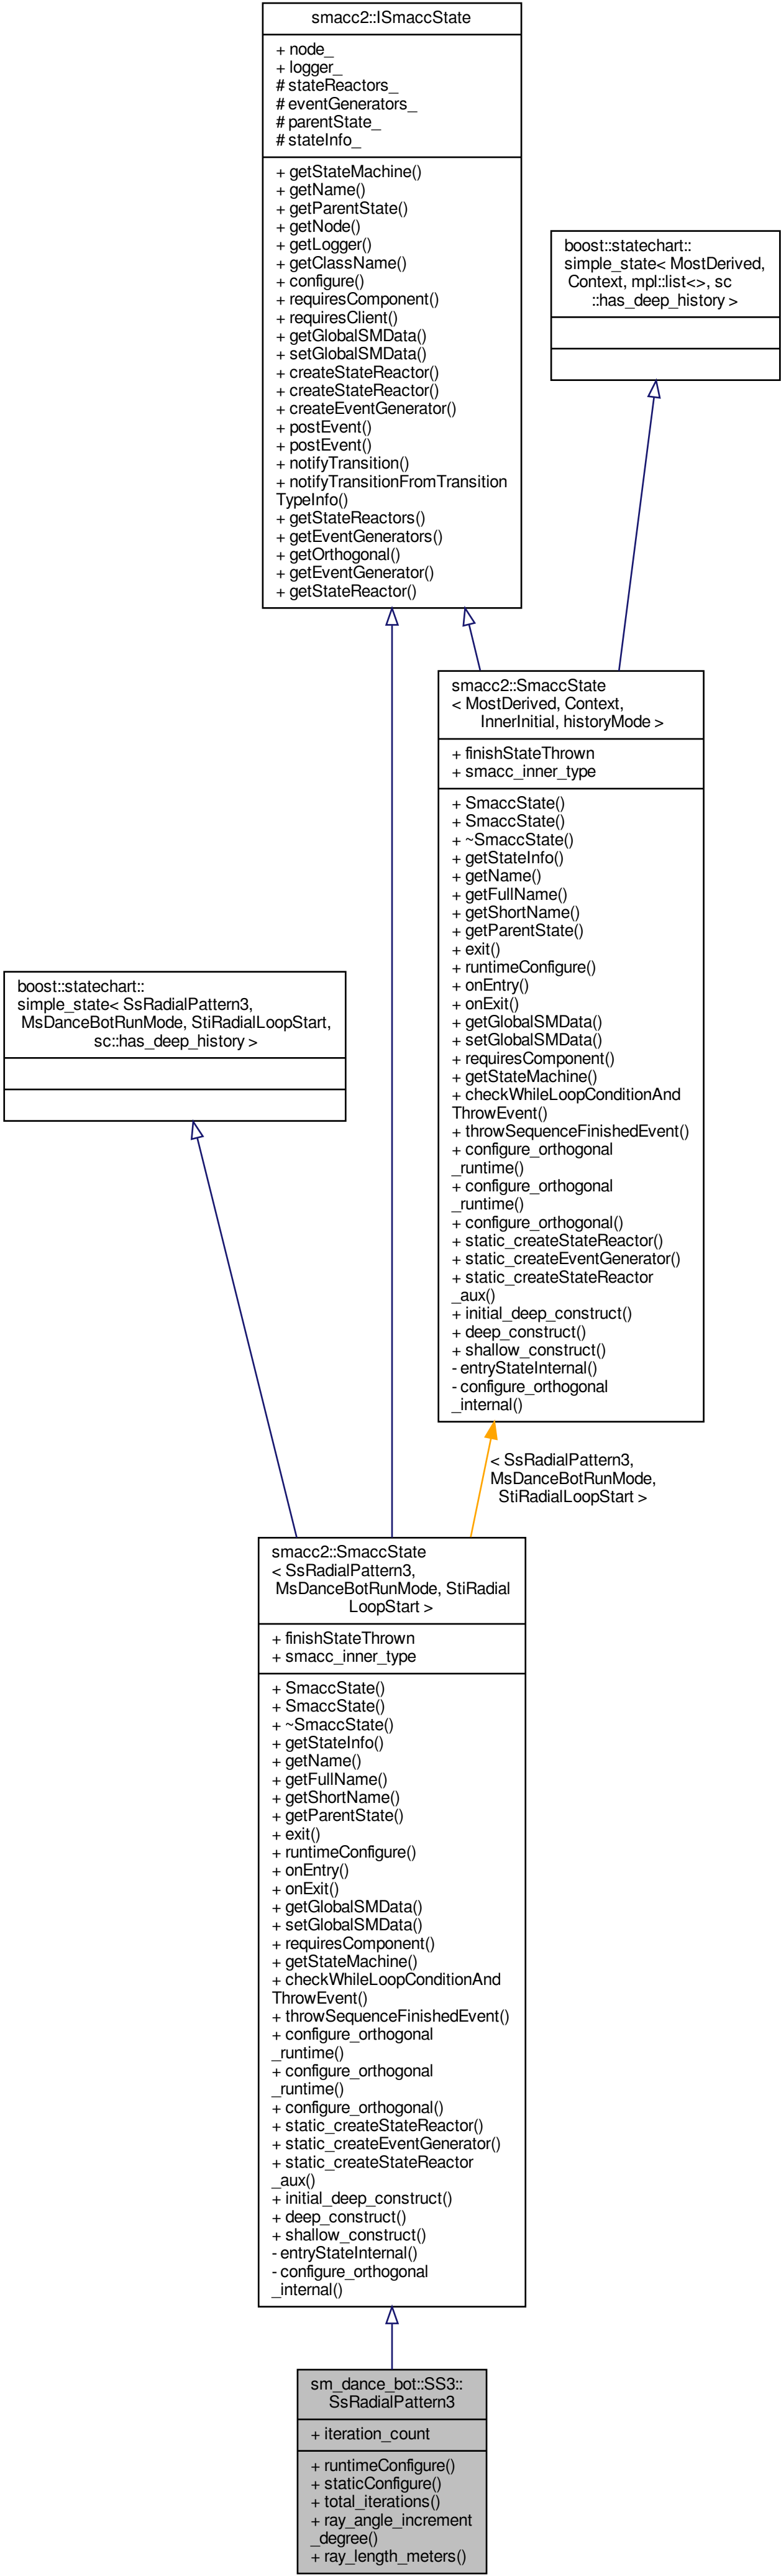 smacc2::ISmaccState
+ node_
+ logger_
# stateReactors_
# eventGenerators_
# parentState_
# stateInfo_
+ getStateMachine()
+ getName()
+ getParentState()
+ getNode()
+ getLogger()
+ getClassName()
+ configure()
+ requiresComponent()
+ requiresClient()
+ getGlobalSMData()
+ setGlobalSMData()
+ createStateReactor()
+ createStateReactor()
+ createEventGenerator()
+ postEvent()
+ postEvent()
+ notifyTransition()
+ notifyTransitionFromTransition
TypeInfo()
+ getStateReactors()
+ getEventGenerators()
+ getOrthogonal()
+ getEventGenerator()
+ getStateReactor()
boost::statechart::
simple_state< MostDerived,
Context, mpl::list<>, sc
::has_deep_history >
smacc2::SmaccState
< MostDerived, Context,
InnerInitial, historyMode >
+ finishStateThrown
+ smacc_inner_type
+ SmaccState()
+ SmaccState()
+ ~SmaccState()
+ getStateInfo()
+ getName()
+ getFullName()
+ getShortName()
+ getParentState()
+ exit()
+ runtimeConfigure()
+ onEntry()
+ onExit()
+ getGlobalSMData()
+ setGlobalSMData()
+ requiresComponent()
+ getStateMachine()
+ checkWhileLoopConditionAnd
ThrowEvent()
+ throwSequenceFinishedEvent()
+ configure_orthogonal
_runtime()
+ configure_orthogonal
_runtime()
+ configure_orthogonal()
+ static_createStateReactor()
+ static_createEventGenerator()
+ static_createStateReactor
_aux()
+ initial_deep_construct()
+ deep_construct()
+ shallow_construct()
- entryStateInternal()
- configure_orthogonal
_internal()
boost::statechart::
simple_state< SsRadialPattern3,
MsDanceBotRunMode, StiRadialLoopStart,
sc::has_deep_history >
< SsRadialPattern3,
MsDanceBotRunMode,
StiRadialLoopStart >
smacc2::SmaccState
< SsRadialPattern3,
MsDanceBotRunMode, StiRadial
LoopStart >
+ finishStateThrown
+ smacc_inner_type
+ SmaccState()
+ SmaccState()
+ ~SmaccState()
+ getStateInfo()
+ getName()
+ getFullName()
+ getShortName()
+ getParentState()
+ exit()
+ runtimeConfigure()
+ onEntry()
+ onExit()
+ getGlobalSMData()
+ setGlobalSMData()
+ requiresComponent()
+ getStateMachine()
+ checkWhileLoopConditionAnd
ThrowEvent()
+ throwSequenceFinishedEvent()
+ configure_orthogonal
_runtime()
+ configure_orthogonal
_runtime()
+ configure_orthogonal()
+ static_createStateReactor()
+ static_createEventGenerator()
+ static_createStateReactor
_aux()
+ initial_deep_construct()
+ deep_construct()
+ shallow_construct()
- entryStateInternal()
- configure_orthogonal
_internal()
sm_dance_bot::SS3::
SsRadialPattern3
+ iteration_count
+ runtimeConfigure()
+ staticConfigure()
+ total_iterations()
+ ray_angle_increment
_degree()
+ ray_length_meters()